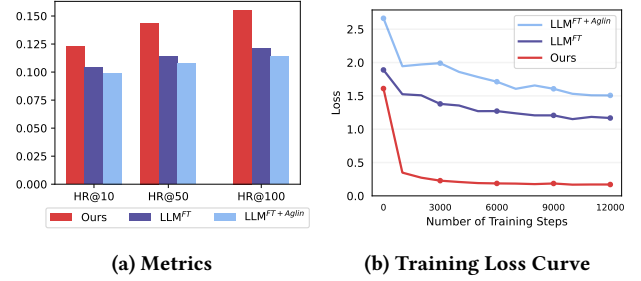 0.150
0.125
0.100
0.075
0.050
0.025
0.000
HR@10 HR@50 HR@100
Ours LLM^{FT} LLM^{FT+Aglin}
(a) Metrics
LLM^{FT+Aglin}
LLM^{FT}
Ours
2.5
2.0
1.5
1.0
0.5
0.0
Loss
0 3000 6000 9000 12000
Number of Training Steps
(b) Training Loss Curve